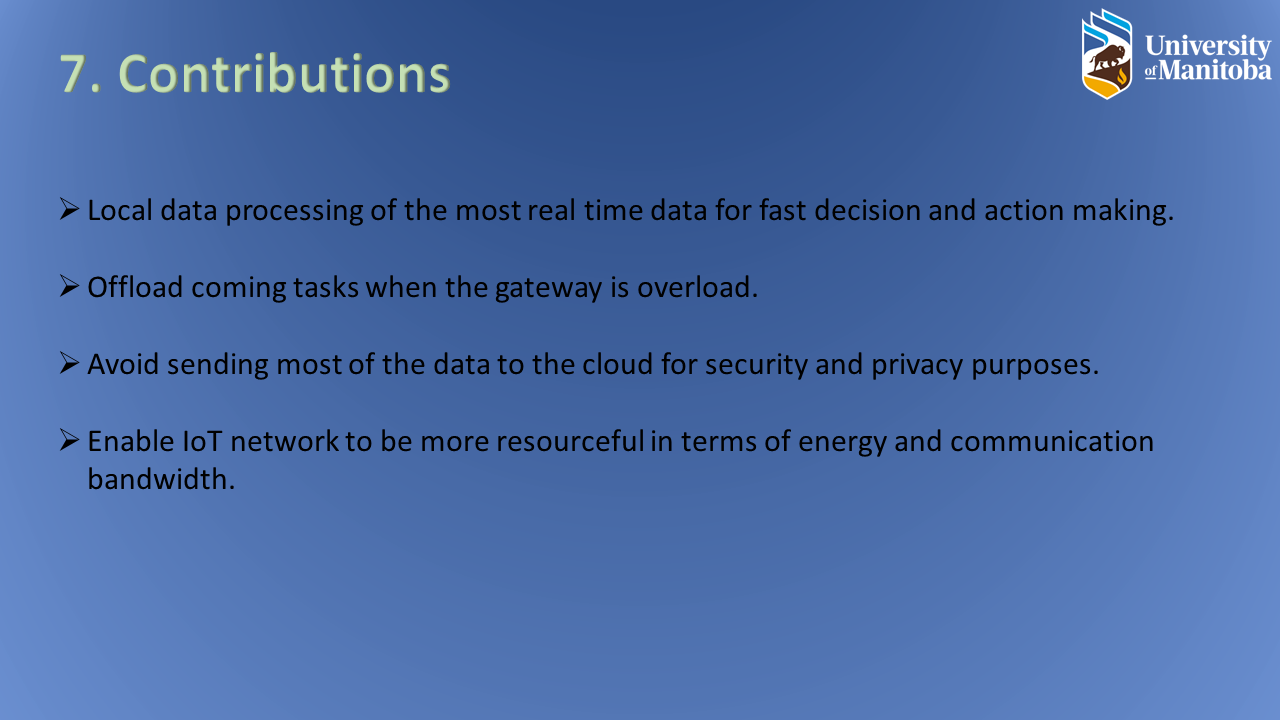 7. Contributions
University
of Manitoba
➢ Local data processing of the most real time data for fast decision and action making.
➢ Offload coming tasks when the gateway is overload.
➢ Avoid sending most of the data to the cloud for security and privacy purposes.
➢ Enable IoT network to be more resourceful in terms of energy and communication
bandwidth.